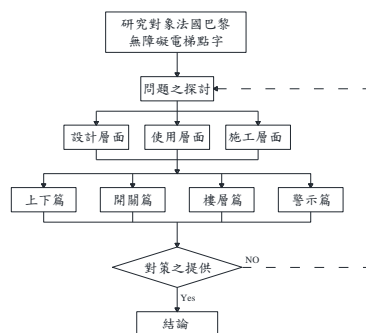 研究對象法國巴黎
無障礙電梯點字
問題之探討
設計層面
使用層面
施工層面
上下篇
開關篇
樓層篇
警示篇
對策之提供
NO
Yes
結論